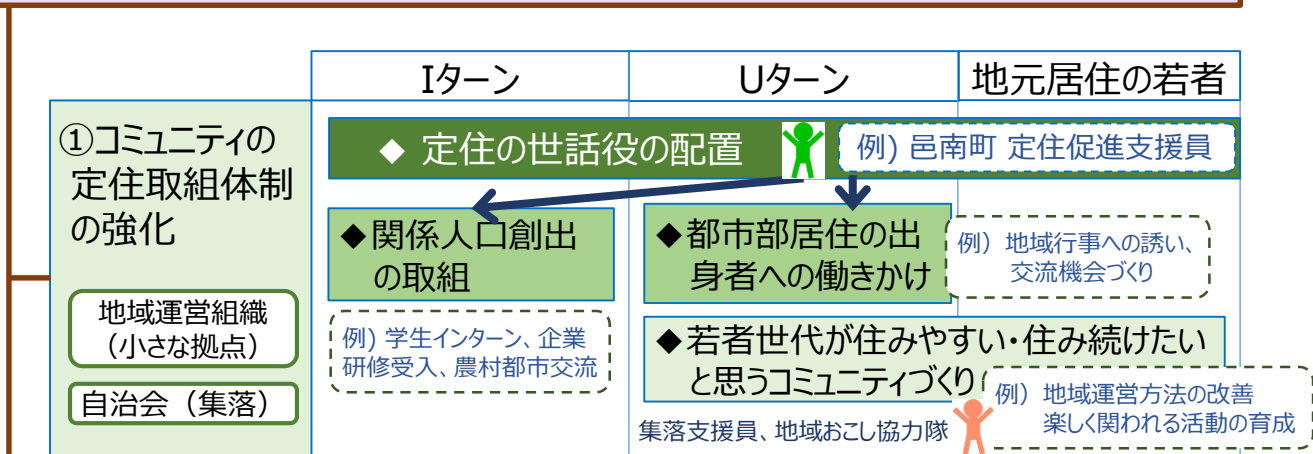 Iターン
Uターン
地元居住の若者
①コミュニティの
定住取組体制
の強化
地域運営組織
（小さな拠点）
自治会（集落）
◆ 定住の世話役の配置
例) 邑南町 定住促進支援員
◆関係人口創出
の取組
例) 学生インターン、企業
研修受入、農村都市交流
◆都市部居住の出
身者への働きかけ
例） 地域行事への誘い、
交流機会づくり
◆若者世代が住みやすい・住み続けたい
と思うコミュニティづくり
例） 地域運営方法の改善
楽しく関われる活動の育成
集落支援員、地域おこし協力隊